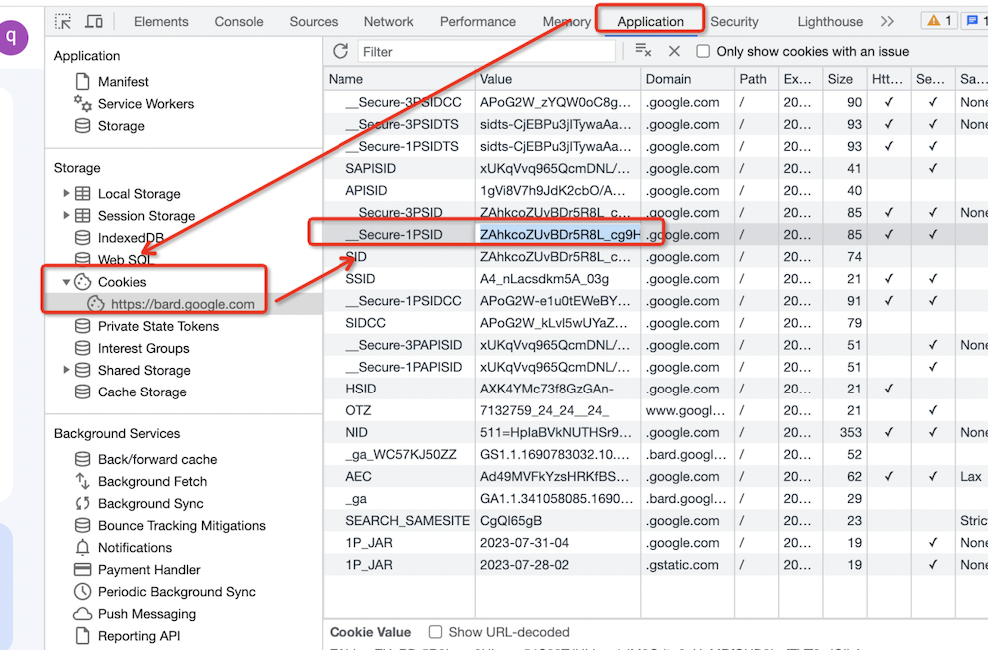 q
Elements Console Sources Network Performance Memory Application Security Lighthouse 1 1
Application
Manifest
Service Workers
Storage
Storage
Local Storage
Session Storage
IndexedDB
Web SQL
Cookies
https://bard.google.com
Private State Tokens
Interest Groups
Shared Storage
Cache Storage
Background Services
Back/forward cache
Background Fetch
Background Sync
Bounce Tracking Mitigations
Notifications
Payment Handler
Periodic Background Sync
Push Messaging
Reporting API
Filter Only show cookies with an issue
Name Value Domain Path Ex... Size Htt... Se... Sa...
__Secure-3PSIDCC APoG2W_zYQW0oC8g... .google.com / 20... 90 ✓ ✓ None
__Secure-3PSIDTS sidts-CjEBPu3jITywaAa... .google.com / 20... 93 ✓ ✓ None
__Secure-1PSIDTS sidts-CjEBPu3jITywaAa... .google.com / 20... 93 ✓ ✓
SAPISID xUKqVvq965QcmDNL/... .google.com / 20... 41 ✓
APISID 1gVi8V7h9JdK2cbO/A... .google.com / 20... 40
__Secure-3PSID ZAhkcoZUvBDr5R8L_c... .google.com / 20... 85 ✓ ✓ None
__Secure-1PSID ZAhkcoZUvBDr5R8L_cg9H .google.com / 20... 85 ✓ ✓
SID ZAhkcoZUvBDr5R8L_c... .google.com / 20... 74
SSID A4_nLacsdkm5A_03g .google.com / 20... 21 ✓ ✓
__Secure-1PSIDCC APoG2W-e1u0tEWeBY... .google.com / 20... 91 ✓ ✓
SIDCC APoG2W_kLvl5wUYaZ... .google.com / 20... 79
__Secure-3PAPISID xUKqVvq965QcmDNL/... .google.com / 20... 51 ✓ None
__Secure-1PAPISID xUKqVvq965QcmDNL/... .google.com / 20... 51 ✓
HSID AXK4YMc73f8GzGAn- .google.com / 20... 21 ✓
OTZ 7132759_24_24__24_ www.googl... / 20... 21 ✓
NID 511=HpIaBVkNUTHSr9... .google.com / 20... 353 ✓ ✓ None
_ga_WC57KJ50ZZ GS1.1.1690783032.10.... .bard.googl... / 20... 52
AEC Ad49MVFkYzsHRKfBS... .google.com / 20... 62 ✓ ✓ Lax
_ga GA1.1.341058085.1690... .bard.googl... / 20... 29
SEARCH_SAMESITE CgQI65gB .google.com / 20... 23 Stric
1P_JAR 2023-07-31-04 .google.com / 20... 19 ✓ None
1P_JAR 2023-07-28-02 .gstatic.com / 20... 19 ✓ None
Cookie Value Show URL-decoded